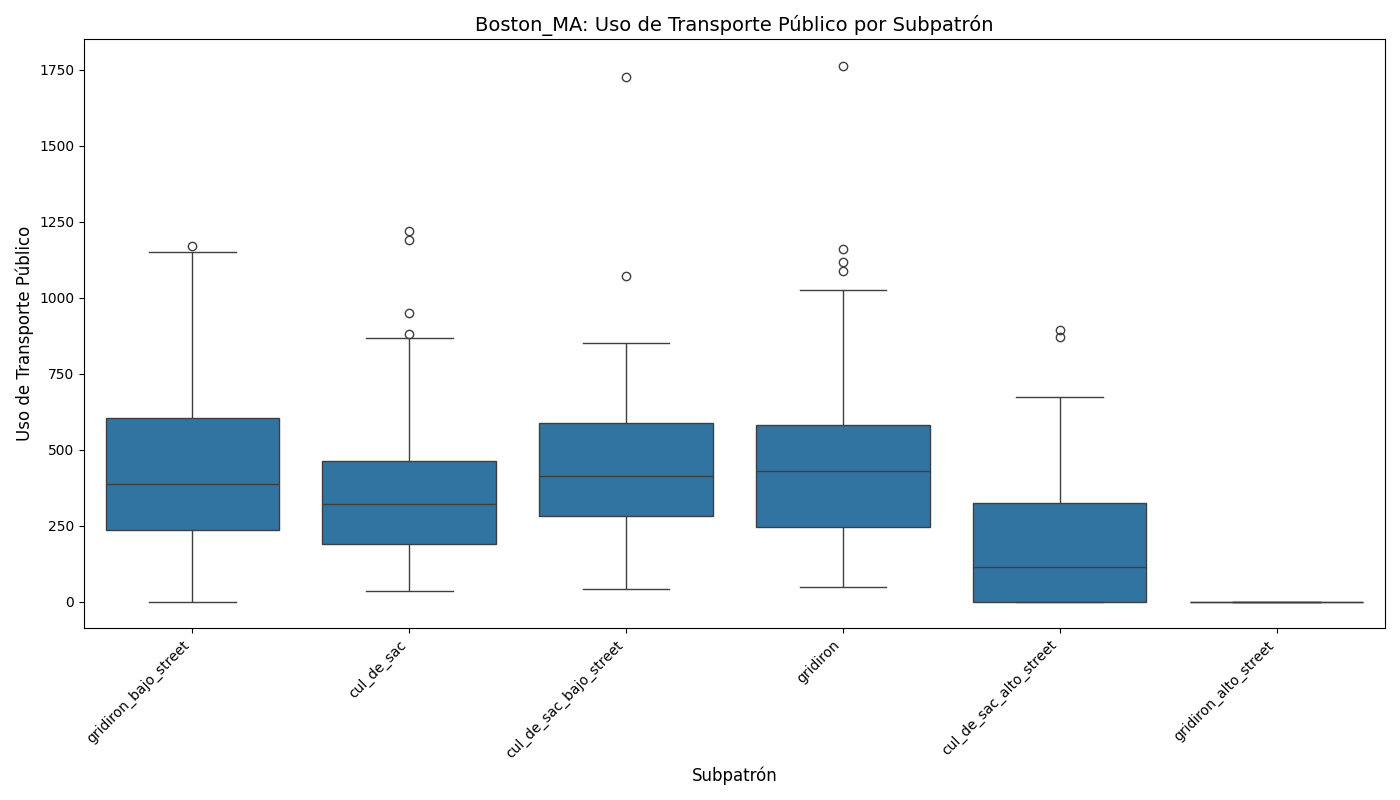 Boston_MA: Uso de Transporte Público por Subpatrón
Uso de Transporte Público
1750
1500
1250
1000
750
500
250
0
gridiron_bajo_street
cul_de_sac
cul_de_sac_bajo_street
gridiron
cul_de_sac_alto_street
gridiron_alto_street
Subpatrón